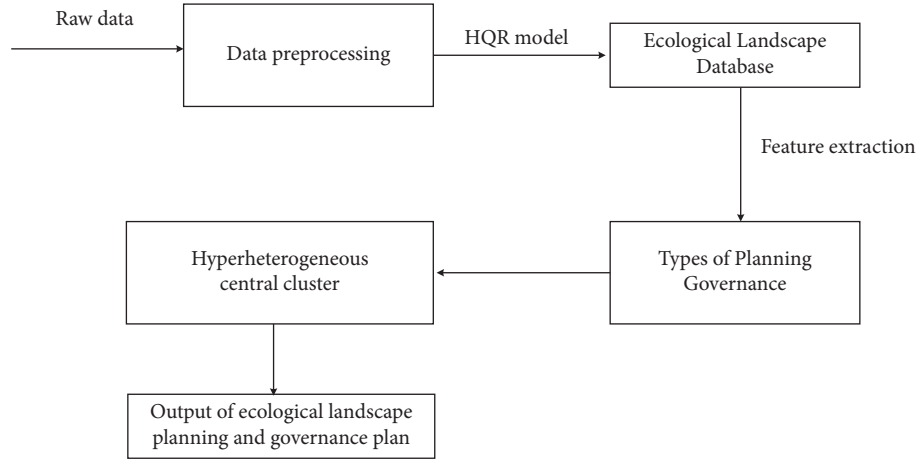 Raw data
Data preprocessing
HQR model
Ecological Landscape
Database
Feature extraction
Types of Planning
Governance
Hyperheterogeneous
central cluster
Output of ecological landscape
planning and governance plan